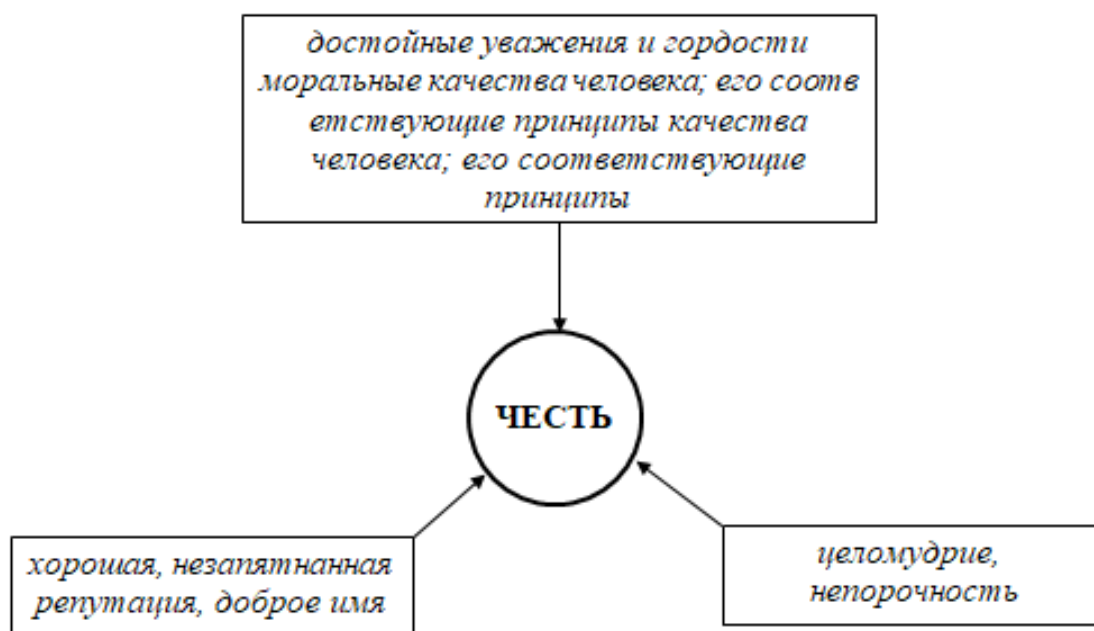 достойные уважения и гордости
моральные качества человека; его соотв
етствующие принципы качества
человека; его соответствующие
принципы
ЧЕСТЬ
хорошая, незапятнанная
репутация, доброе имя
целомудрие,
непорочность